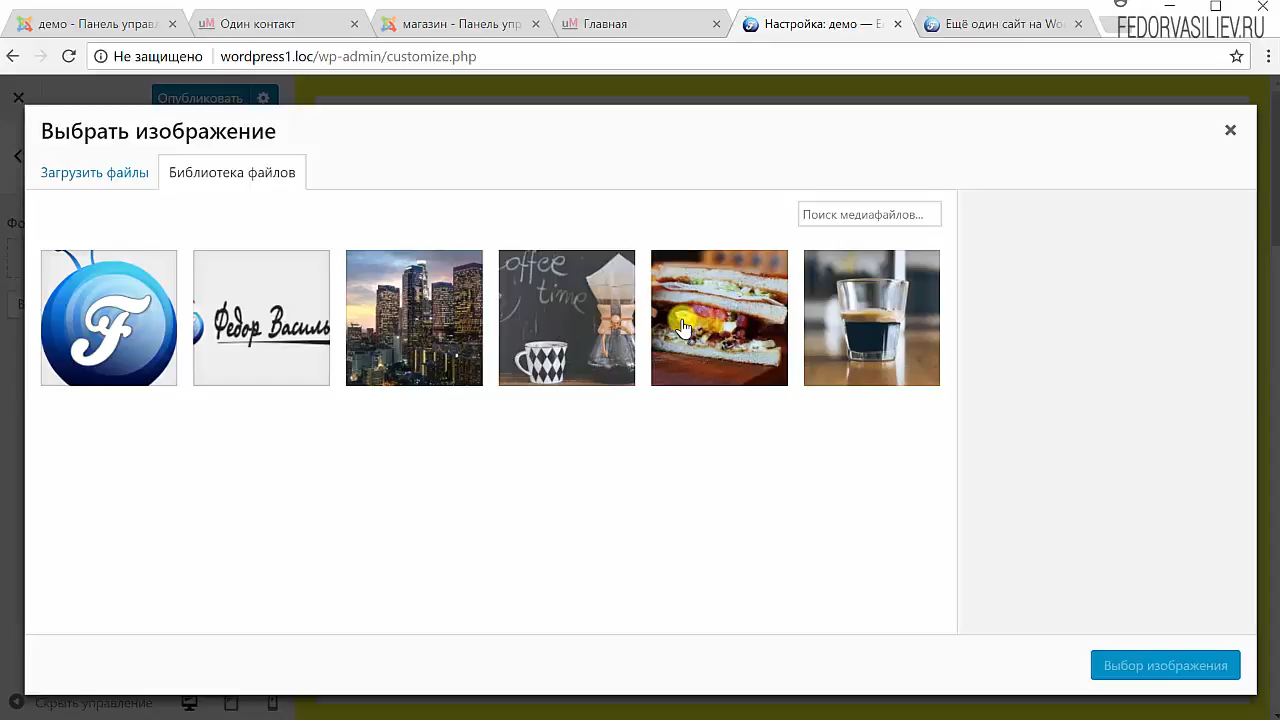 демо - Панель управл
Один контакт
магазин - Панель упр
Главная
Настройка: демо — Е
Ещё один сайт на Wo
FEDORVASILIEV.RU
Не защищено
wordpress1.loc/wp-admin/customize.php
Опубликовать
Выбрать изображение
Загрузить файлы
Библиотека файлов
Поиск медиафайлов...
Фо
offee
time
F
Федор Василь
В
Выбор изображения
Скрыть управление